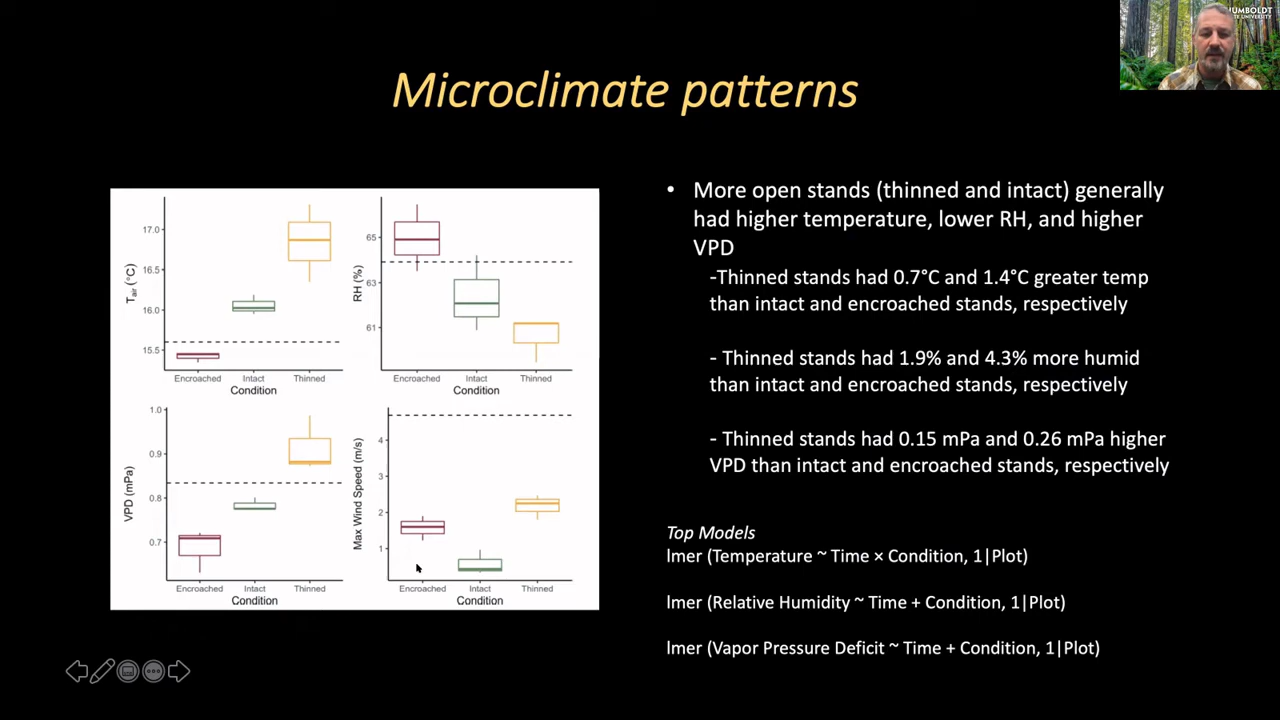 HUMBOLDT
TE UNIVERSITY
Microclimate patterns
17.0
16.5
16.0
15.5
Tair (°C)
Encroached Intact Thinned
Condition
65
63
61
RH (%)
Encroached Intact Thinned
Condition
1.0
0.9
0.8
0.7
VPD (mPa)
Encroached Intact Thinned
Condition
4
3
2
1
Max Wind Speed (m/s)
Encroached Intact Thinned
Condition
• More open stands (thinned and intact) generally
had higher temperature, lower RH, and higher
VPD
-Thinned stands had 0.7°C and 1.4°C greater temp
than intact and encroached stands, respectively
- Thinned stands had 1.9% and 4.3% more humid
than intact and encroached stands, respectively
- Thinned stands had 0.15 mPa and 0.26 mPa higher
VPD than intact and encroached stands, respectively
Top Models
lmer (Temperature ~ Time × Condition, 1|Plot)
lmer (Relative Humidity ~ Time + Condition, 1|Plot)
lmer (Vapor Pressure Deficit ~ Time + Condition, 1|Plot)